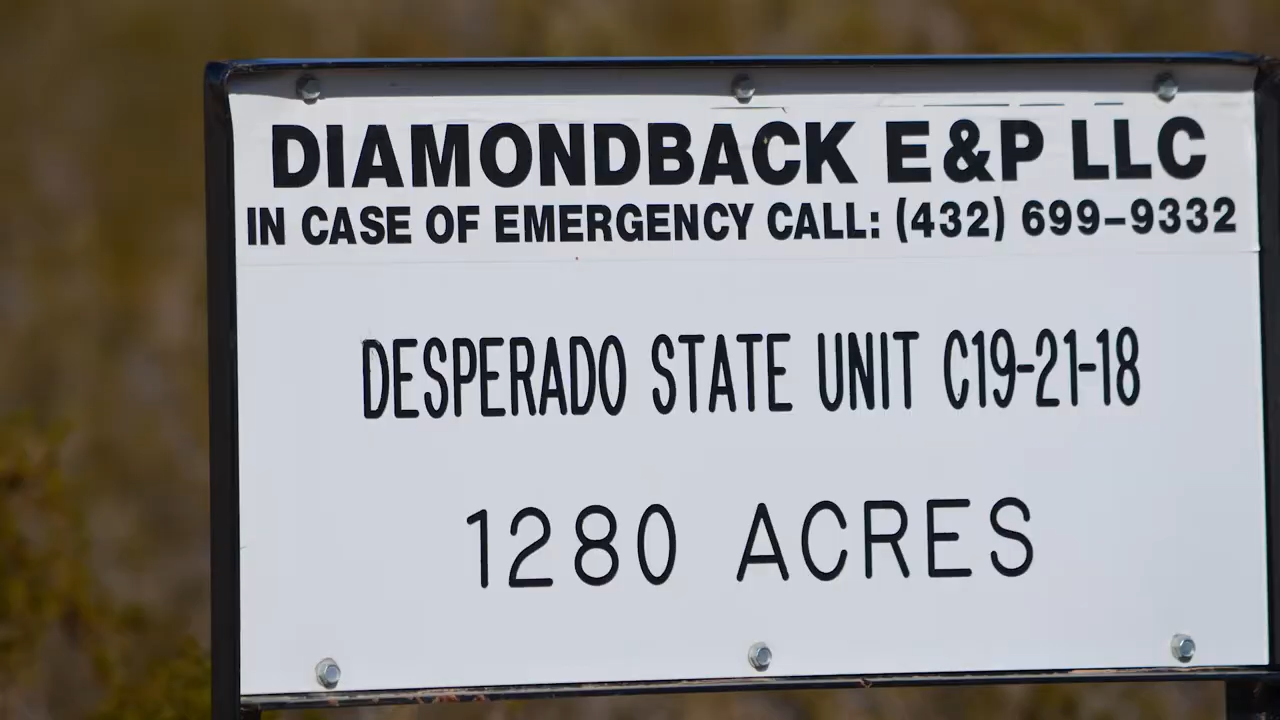 DIAMONDBACK E&P LLC
IN CASE OF EMERGENCY CALL: (432) 699-9332
DESPERADO STATE UNIT C19-21-18
1280 ACRES